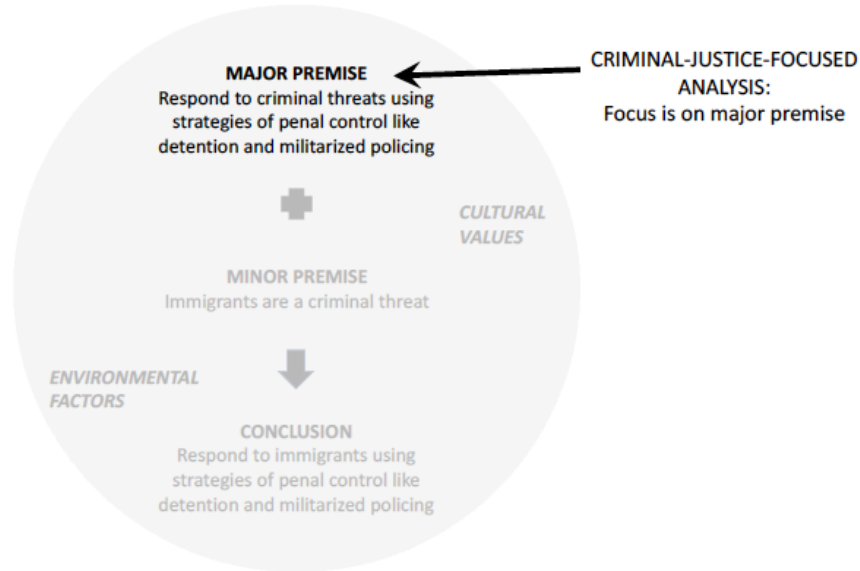 MAJOR PREMISE
Respond to criminal threats using
strategies of penal control like
detention and militarized policing
CRIMINAL-JUSTICE-FOCUSED
ANALYSIS:
Focus is on major premise
CULTURAL
VALUES
MINOR PREMISE
Immigrants are a criminal threat
ENVIRONMENTAL
FACTORS
CONCLUSION
Respond to immigrants using
strategies of penal control like
detention and militarized policing